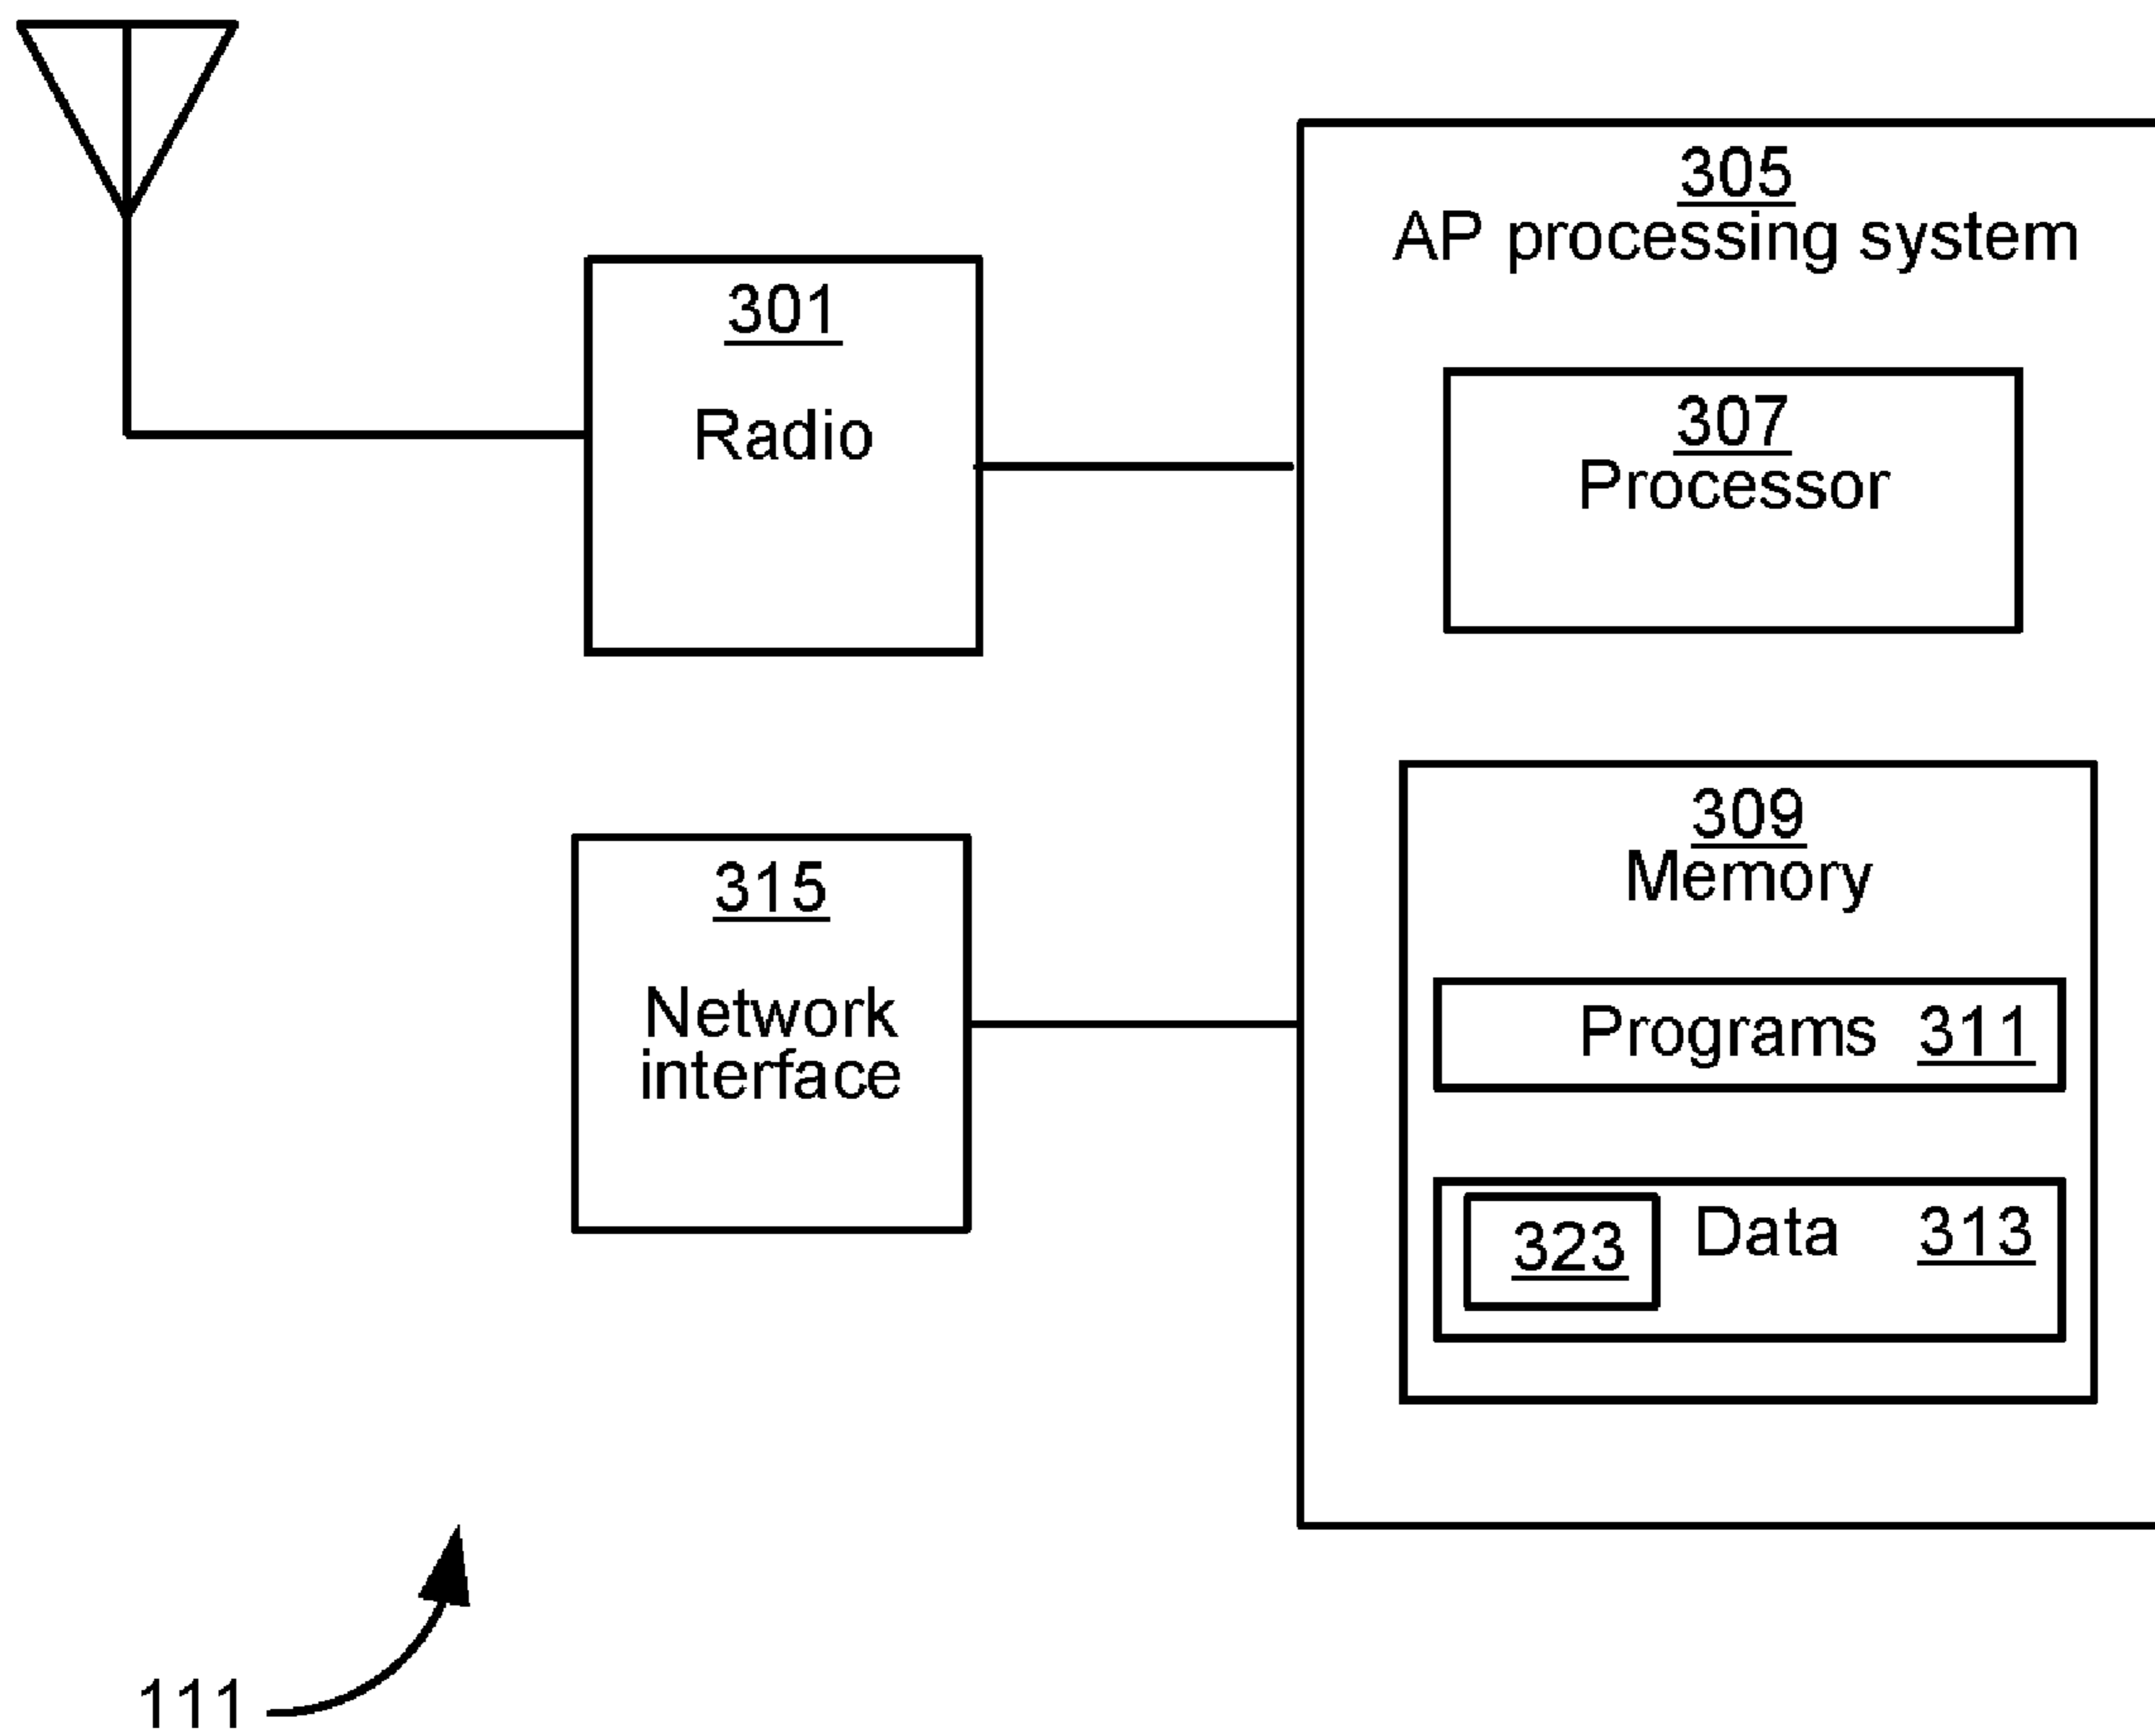 305
AP processing system
301
Radio
307
Processor
309
Memory
315
Network
interface
Programs 311
323 Data 313
111